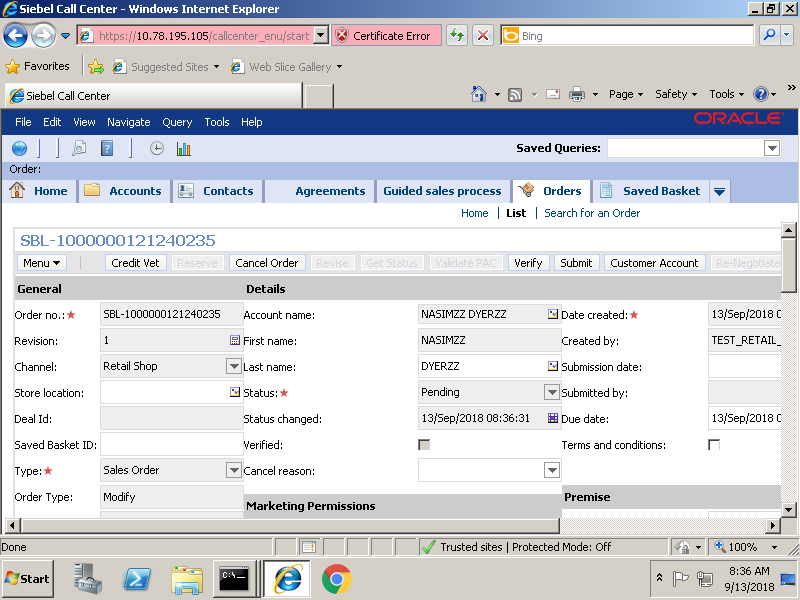 Siebel Call Center - Windows Internet Explorer
https://10.78.195.105/callcenter_enu/start
Certificate Error
Bing
Favorites
Suggested Sites
Web Slice Gallery
Siebel Call Center
Page
Safety
Tools
»
File Edit View Navigate Query Tools Help
ORACLE
Saved Queries:
Order:
Home
Accounts
Contacts
Agreements
Guided sales process
Orders
Saved Basket
Home | List | Search for an Order
SBL-1000000121240235
Menu
Credit Vet
Reserve
Cancel Order
Revise
Get Status
Validate PAC
Verify
Submit
Customer Account
Re-Negotiate
General
Details
Order no.:* SBL-1000000121240235 Account name: NASIMZZ DYERZZ Date created:* 13/Sep/2018 0
Revision: 1 First name: NASIMZZ Created by: TEST_RETAIL_
Channel: Retail Shop Last name: DYERZZ Submission date:
Store location: Status:* Pending Submitted by:
Deal Id: Status changed: 13/Sep/2018 08:36:31 Due date: 13/Sep/2018 0
Saved Basket ID: Verified: Terms and conditions:
Type:* Sales Order Cancel reason:
Order Type: Modify
Marketing Permissions
Premise
Done
Trusted sites | Protected Mode: Off
100%
Start
C:\.
8:36 AM
9/13/2018